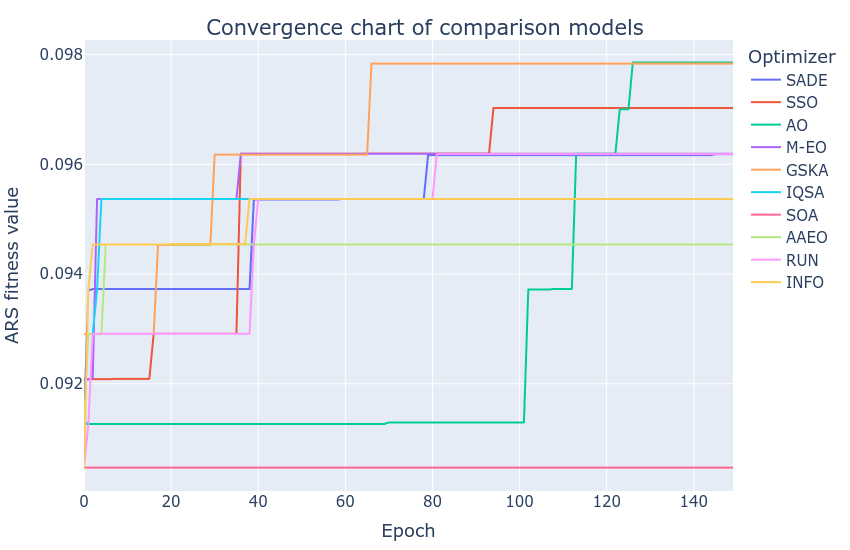 Convergence chart of comparison models
ARS fitness value
0.098
0.096
0.094
0.092
0
20
40
60
80
100
120
140
Epoch
Optimizer
SADE
SSO
AO
M-EO
GSKA
IQSA
SOA
AAEO
RUN
INFO